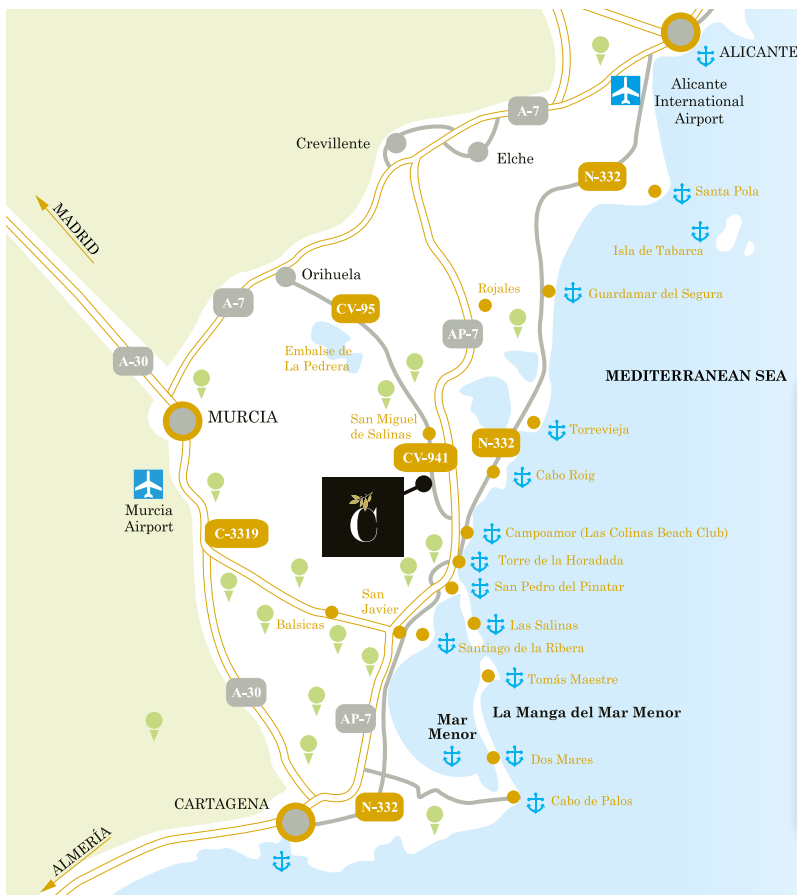 ALICANTE
Alicante
International
Airport
A-7
Crevillente
Elche
N-332
Santa Pola
MADRID
Isla de Tabarca
Orihuela
Rojales
Guardamar del Segura
A-7
CV-95
AP-7
Embalse de
La Pedrera
A-30
MEDITERRANEAN SEA
MURCIA
San Miguel
de Salinas
Torrevieja
N-332
CV-941
Cabo Roig
C
Murcia
Airport
C-3319
Campoamor (Las Colinas Beach Club)
Torre de la Horadada
San Pedro del Pinatar
San
Javier
Balsicas
Las Salinas
Santiago de la Ribera
Tomás Maestre
A-30
AP-7
La Manga del Mar Menor
Mar
Menor
Dos Mares
CARTAGENA
N-332
Cabo de Palos
ALMERÍA